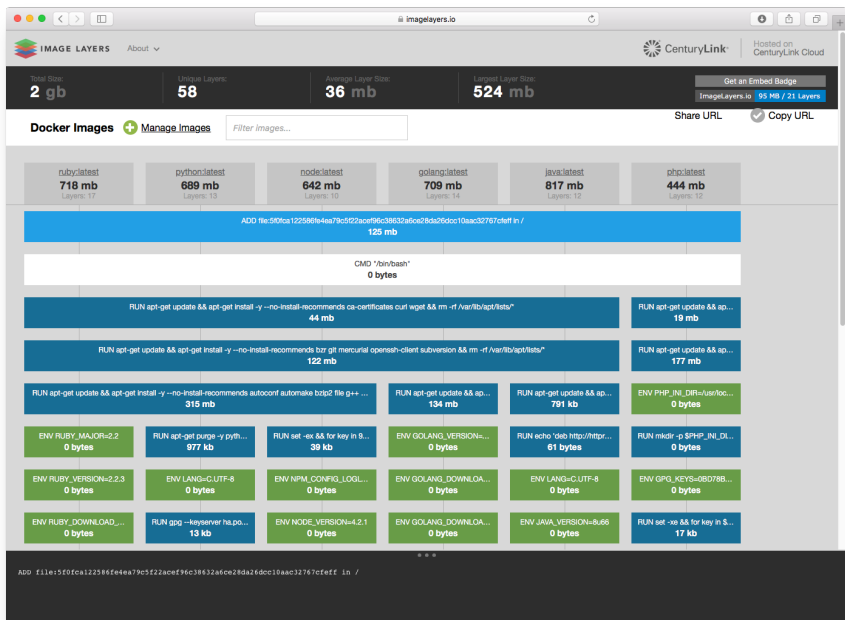 imagelayers.io
IMAGE LAYERS
About
CenturyLink
Hosted on
CenturyLink Cloud
Total Size:
2 gb
Unique Layers:
58
Average Layer Size:
36 mb
Largest Layer Size:
524 mb
Get an Embed Badge
ImageLayers.io 95 MB / 21 Layers
Docker Images
Manage Images
Filter images...
Share URL
Copy URL
ruby:latest
718 mb
Layers: 17
python:latest
689 mb
Layers: 13
node:latest
642 mb
Layers: 10
golang:latest
709 mb
Layers: 14
java:latest
817 mb
Layers: 12
php:latest
444 mb
Layers: 12
ADD file:5f0fca122586fe4ea79c5f22acef96c38632a6ce28da26dcc10aac32767cfeff in /
125 mb
CMD "/bin/bash"
0 bytes
RUN apt-get update && apt-get install -y --no-install-recommends ca-certificates curl wget && rm -rf /var/lib/apt/lists/*
44 mb
RUN apt-get update && ap...
19 mb
RUN apt-get update && apt-get install -y --no-install-recommends bzr git mercurial openssh-client subversion && rm -rf /var/lib/apt/lists/*
122 mb
RUN apt-get update && ap...
177 mb
RUN apt-get update && apt-get install -y --no-install-recommends autoconf automake bzip2 file g++ ...
315 mb
RUN apt-get update && ap...
134 mb
RUN apt-get update && ap...
791 kb
ENV PHP_INI_DIR=/usr/loc...
0 bytes
ENV RUBY_MAJOR=2.2
0 bytes
RUN apt-get purge -y pyth...
977 kb
RUN set -ex && for key in 9...
39 kb
ENV GOLANG_VERSION=...
0 bytes
RUN echo 'deb http://httpr...
61 bytes
RUN mkdir -p $PHP_INI_DI...
0 bytes
ENV RUBY_VERSION=2.2.3
0 bytes
ENV LANG=C.UTF-8
0 bytes
ENV NPM_CONFIG_LOGL...
0 bytes
ENV GOLANG_DOWNLOA...
0 bytes
ENV LANG=C.UTF-8
0 bytes
ENV GPG_KEYS=0BD78B...
0 bytes
ENV RUBY_DOWNLOAD_...
0 bytes
RUN gpg --keyserver ha.po...
13 kb
ENV NODE_VERSION=4.2.1
0 bytes
ENV GOLANG_DOWNLOA...
0 bytes
ENV JAVA_VERSION=8u66
0 bytes
RUN set -xe && for key in $...
17 kb
ADD file:5f0fca122586fe4ea79c5f22acef96c38632a6ce28da26dcc10aac32767cfeff in /